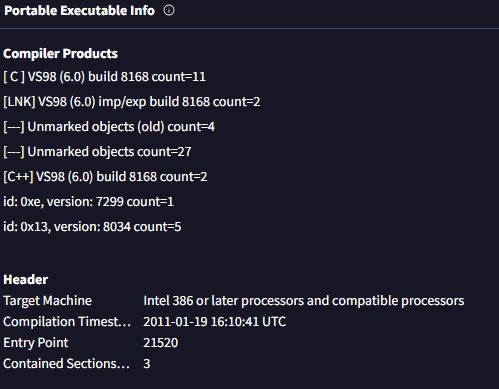 Portable Executable Info
Compiler Products
[ C ] VS98 (6.0) build 8168 count=11
[LNK] VS98 (6.0) imp/exp build 8168 count=2
[---] Unmarked objects (old) count=4
[---] Unmarked objects count=27
[C++] VS98 (6.0) build 8168 count=2
id: 0xe, version: 7299 count=1
id: 0x13, version: 8034 count=5
Header
Target Machine Intel 386 or later processors and compatible processors
Compilation Timest... 2011-01-19 16:10:41 UTC
Entry Point 21520
Contained Sections... 3